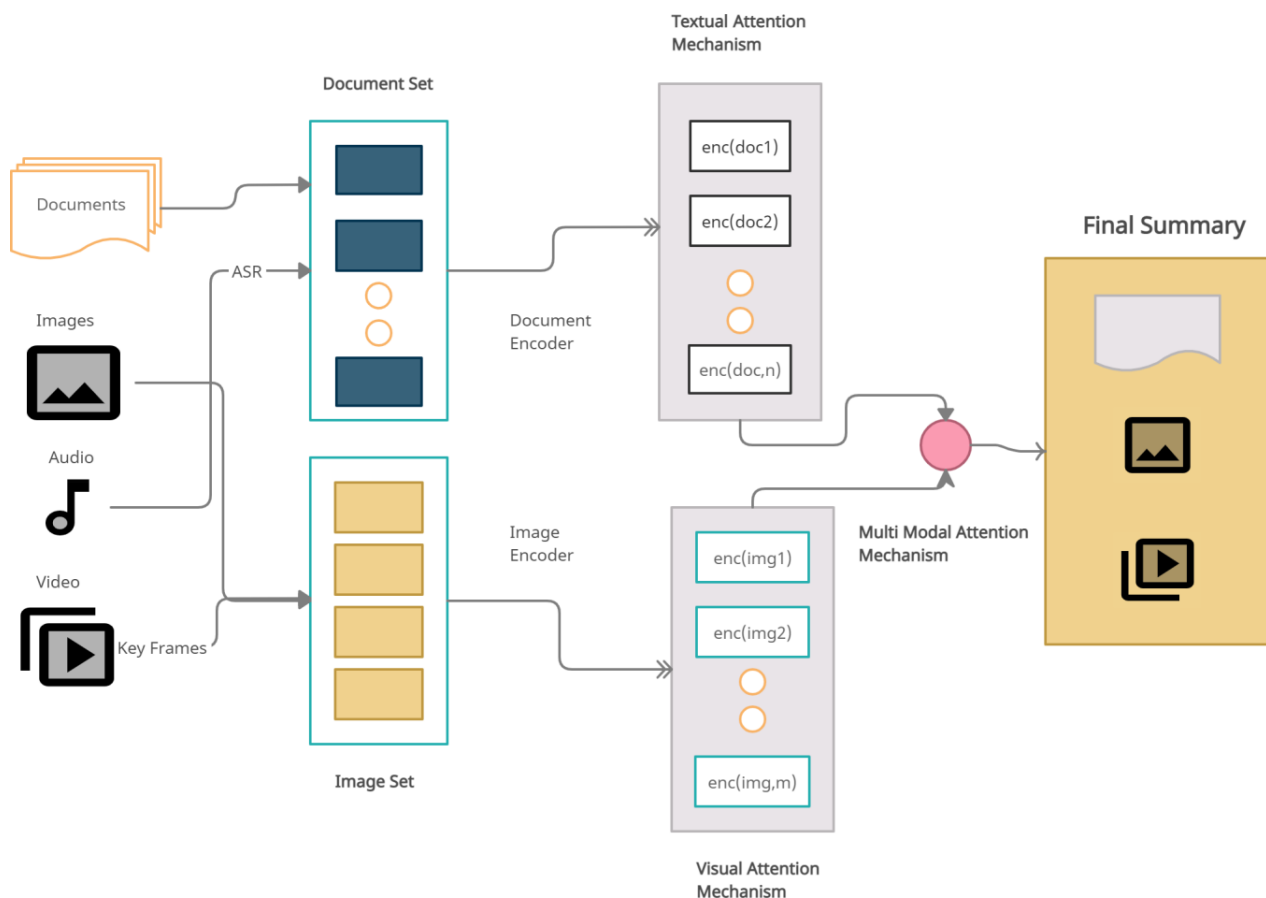 Textual Attention
Mechanism
Document Set
enc(doc1)
Documents
enc(doc2)
Final Summary
ASR
Images
Document
Encoder
enc(doc,n)
Audio
Image
Encoder
Multi Modal Attention
Mechanism
enc(img1)
Video
Key Frames
enc(img2)
Image Set
enc(img,m)
Visual Attention
Mechanism